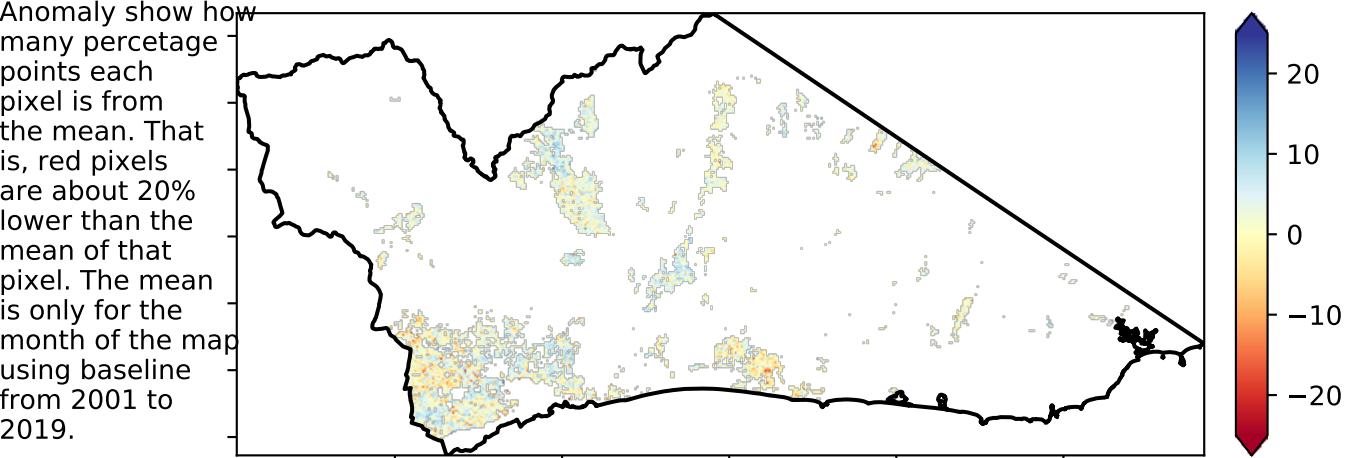 Anomaly show how
many percetage
points each
pixel is from
the mean. That
is, red pixels
are about 20%
lower than the
mean of that
pixel. The mean
is only for the
month of the map
using baseline
from 2001 to
2019.
20
10
0
−10
−20